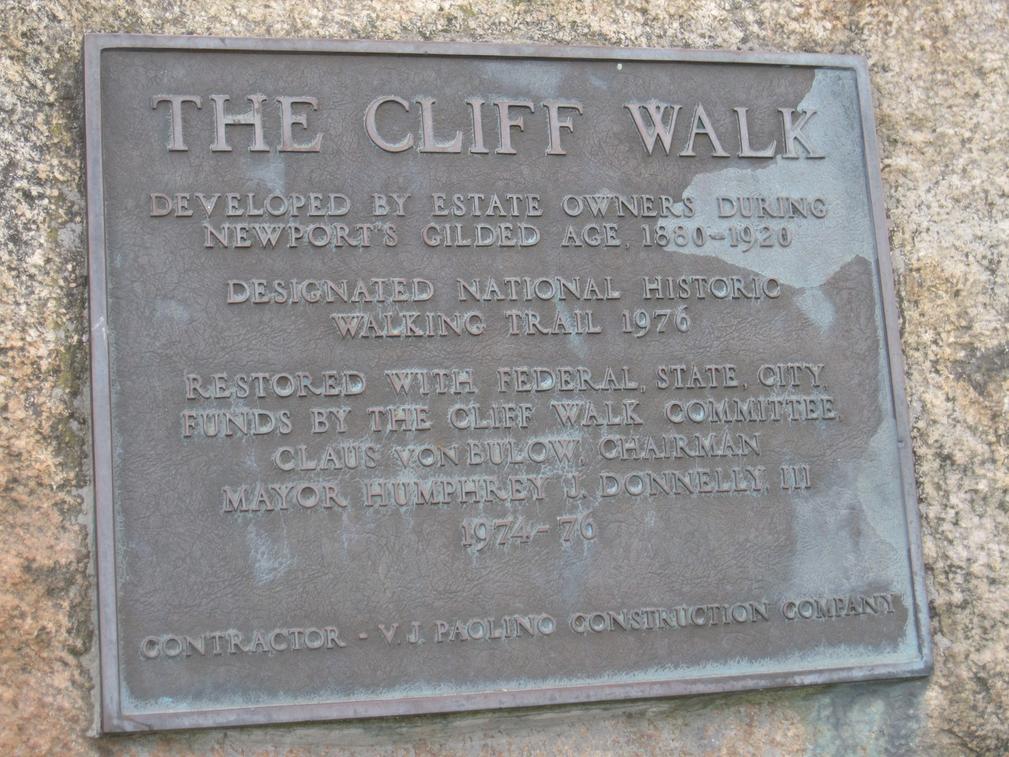 THE CLIFF WALK
DEVELOPED BY ESTATE OWNERS DURING
NEWPORT'S GILDED AGE, 1880-1920
DESIGNATED NATIONAL HISTORIC
WALKING TRAIL 1976
RESTORED WITH FEDERAL, STATE, CITY,
FUNDS BY THE CLIFF WALK COMMITTEE,
CLAUS VON BULOW, CHAIRMAN
MAYOR HUMPHREY J. DONNELLY III
1974-76
CONTRACTOR - V.J. PAOLINO CONSTRUCTION COMPANY